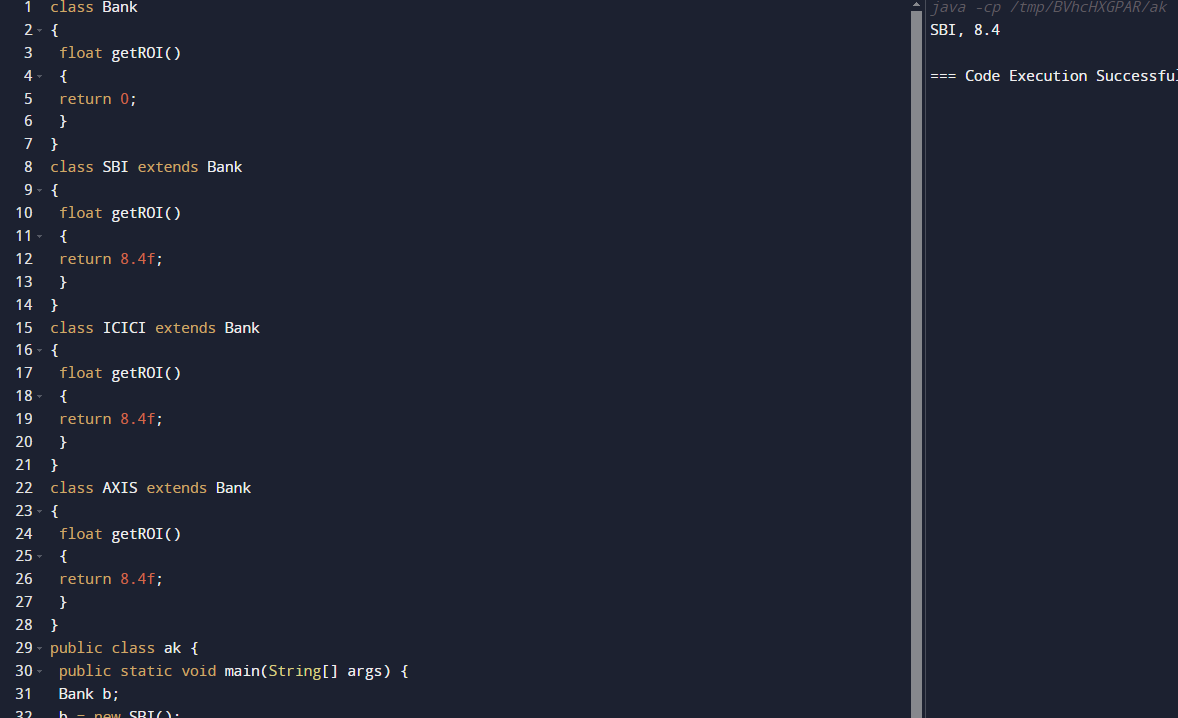 1 class Bank
2 {
3 float getROI()
4 {
5 return 0;
6 }
7 }
8 class SBI extends Bank
9 {
10 float getROI()
11 {
12 return 8.4f;
13 }
14 }
15 class ICICI extends Bank
16 {
17 float getROI()
18 {
19 return 8.4f;
20 }
21 }
22 class AXIS extends Bank
23 {
24 float getROI()
25 {
26 return 8.4f;
27 }
28 }
29 public class ak {
30 public static void main(String[] args) {
31 Bank b;
32 b = new SBI();
java -cp /tmp/BVhcHXGPAR/ak
SBI, 8.4
=== Code Execution Successful